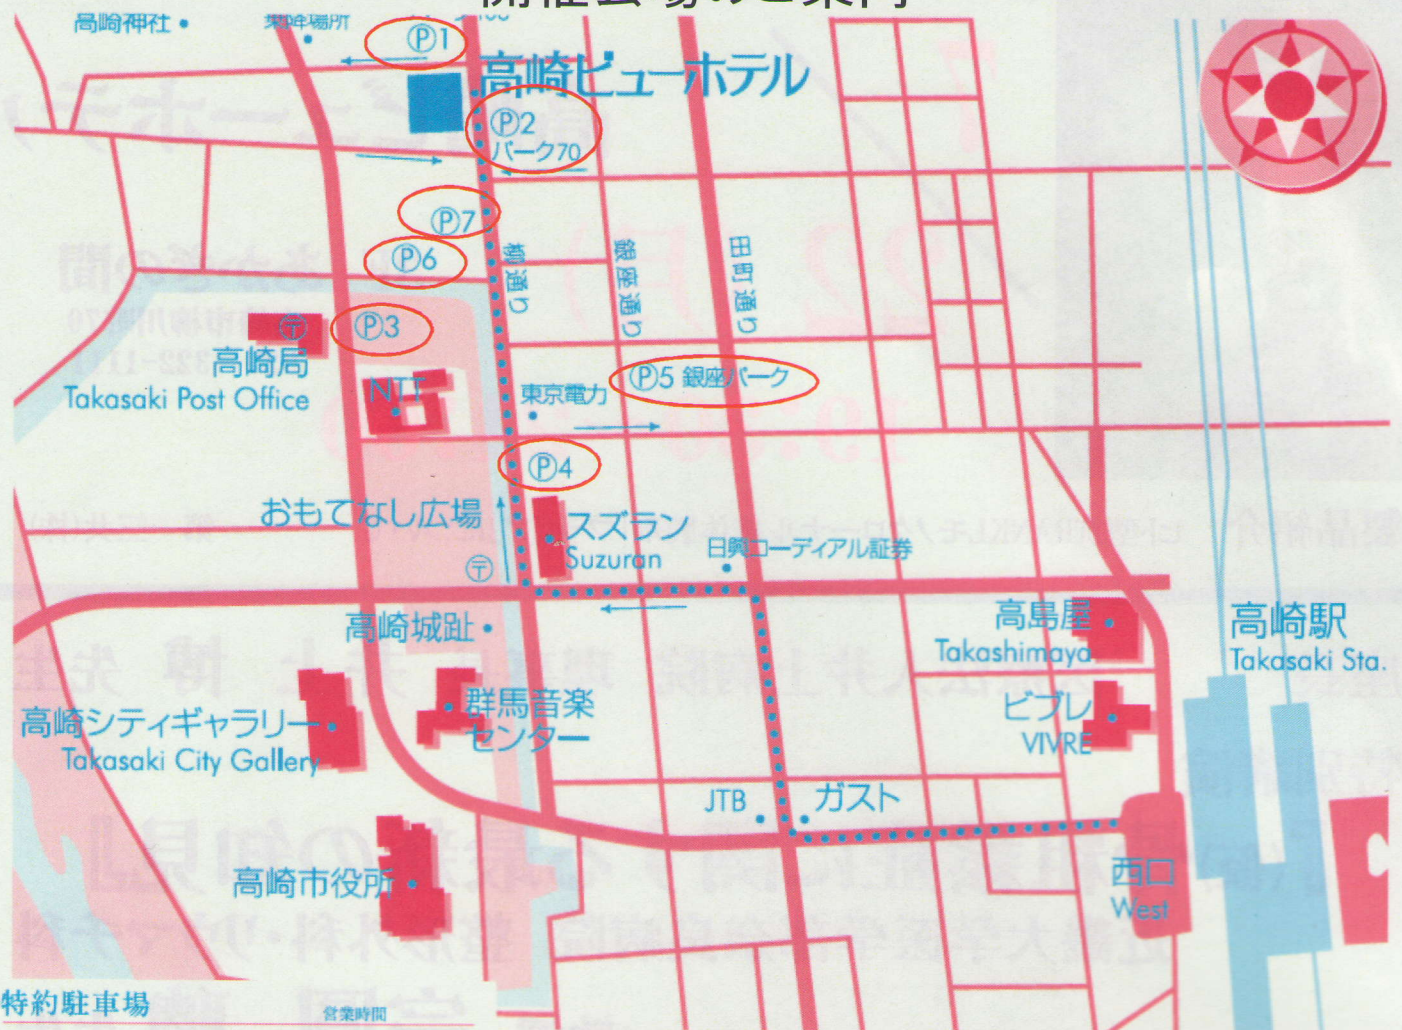 高崎神社
Ⓟ1
高崎ビューホテル
Ⓟ2
パーク70
Ⓟ7
Ⓟ6
柳通り
銀座通り
田町通り
Ⓟ3
〒
高崎局
Takasaki Post Office
NTT
東京電力
Ⓟ5 銀座パーク
Ⓟ4
おもてなし広場
スズラン
Suzuran
日興コーディアル証券
〒
高崎城趾
高島屋
Takashimaya
高崎駅
Takasaki Sta.
高崎シティギャラリー
Takasaki City Gallery
群馬音楽
センター
ビブレ
VIVRE
JTB
ガスト
高崎市役所
西口
West
特約駐車場
営業時間